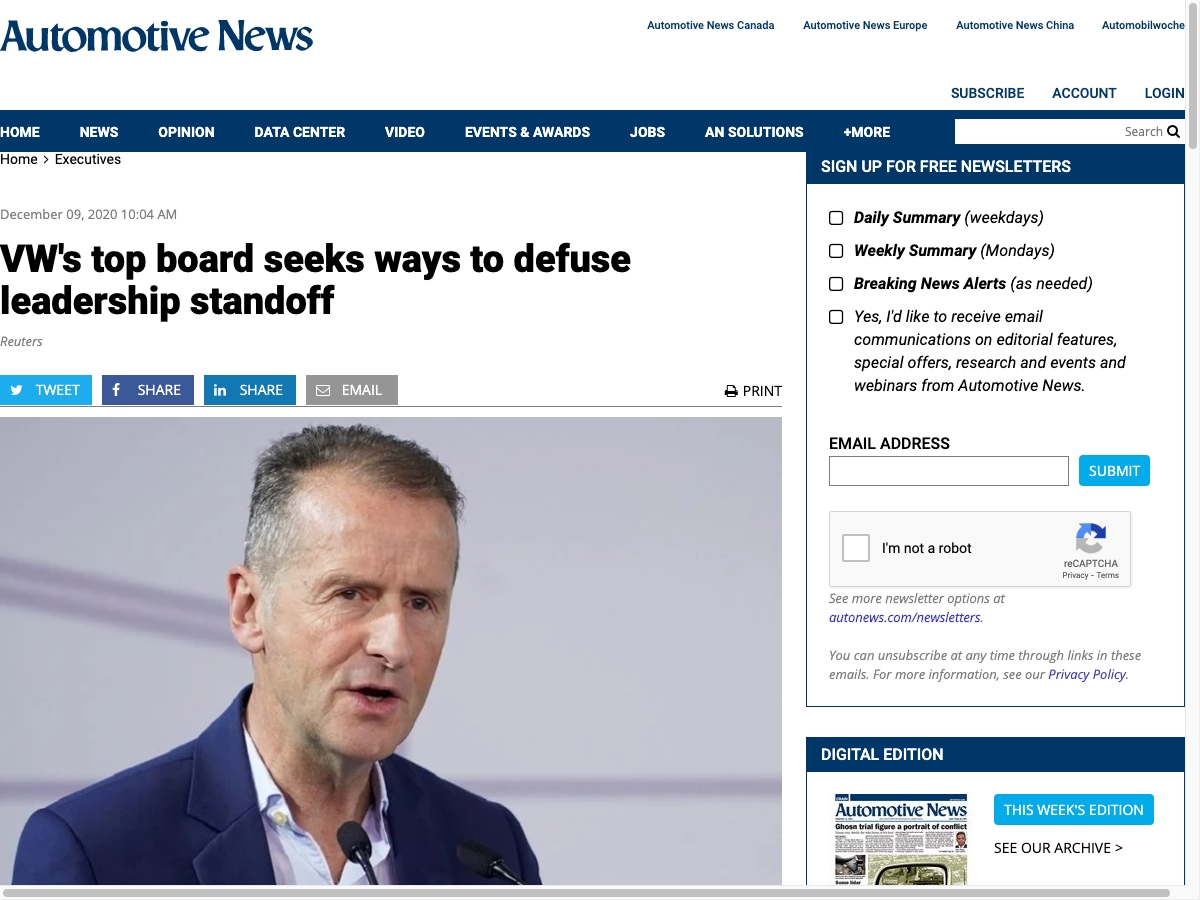 Automotive News
Automotive News Canada
Automotive News Europe
Automotive News China
Automobilwoche
SUBSCRIBE
ACCOUNT
LOGIN
HOME
NEWS
OPINION
DATA CENTER
VIDEO
EVENTS & AWARDS
JOBS
AN SOLUTIONS
+MORE
Search
Home > Executives
December 09, 2020 10:04 AM
VW's top board seeks ways to defuse
leadership standoff
Reuters
TWEET
SHARE
SHARE
EMAIL
PRINT
SIGN UP FOR FREE NEWSLETTERS
Daily Summary (weekdays)
Weekly Summary (Mondays)
Breaking News Alerts (as needed)
Yes, I'd like to receive email
communications on editorial features,
special offers, research and events and
webinars from Automotive News.
EMAIL ADDRESS
SUBMIT
I'm not a robot
reCAPTCHA
Privacy - Terms
See more newsletter options at
autonews.com/newsletters.
You can unsubscribe at any time through links in these
emails. For more information, see our Privacy Policy.
DIGITAL EDITION
Automotive News
Ghosn trial figure a portrait of conflict
Some lidar
THIS WEEK'S EDITION
SEE OUR ARCHIVE >